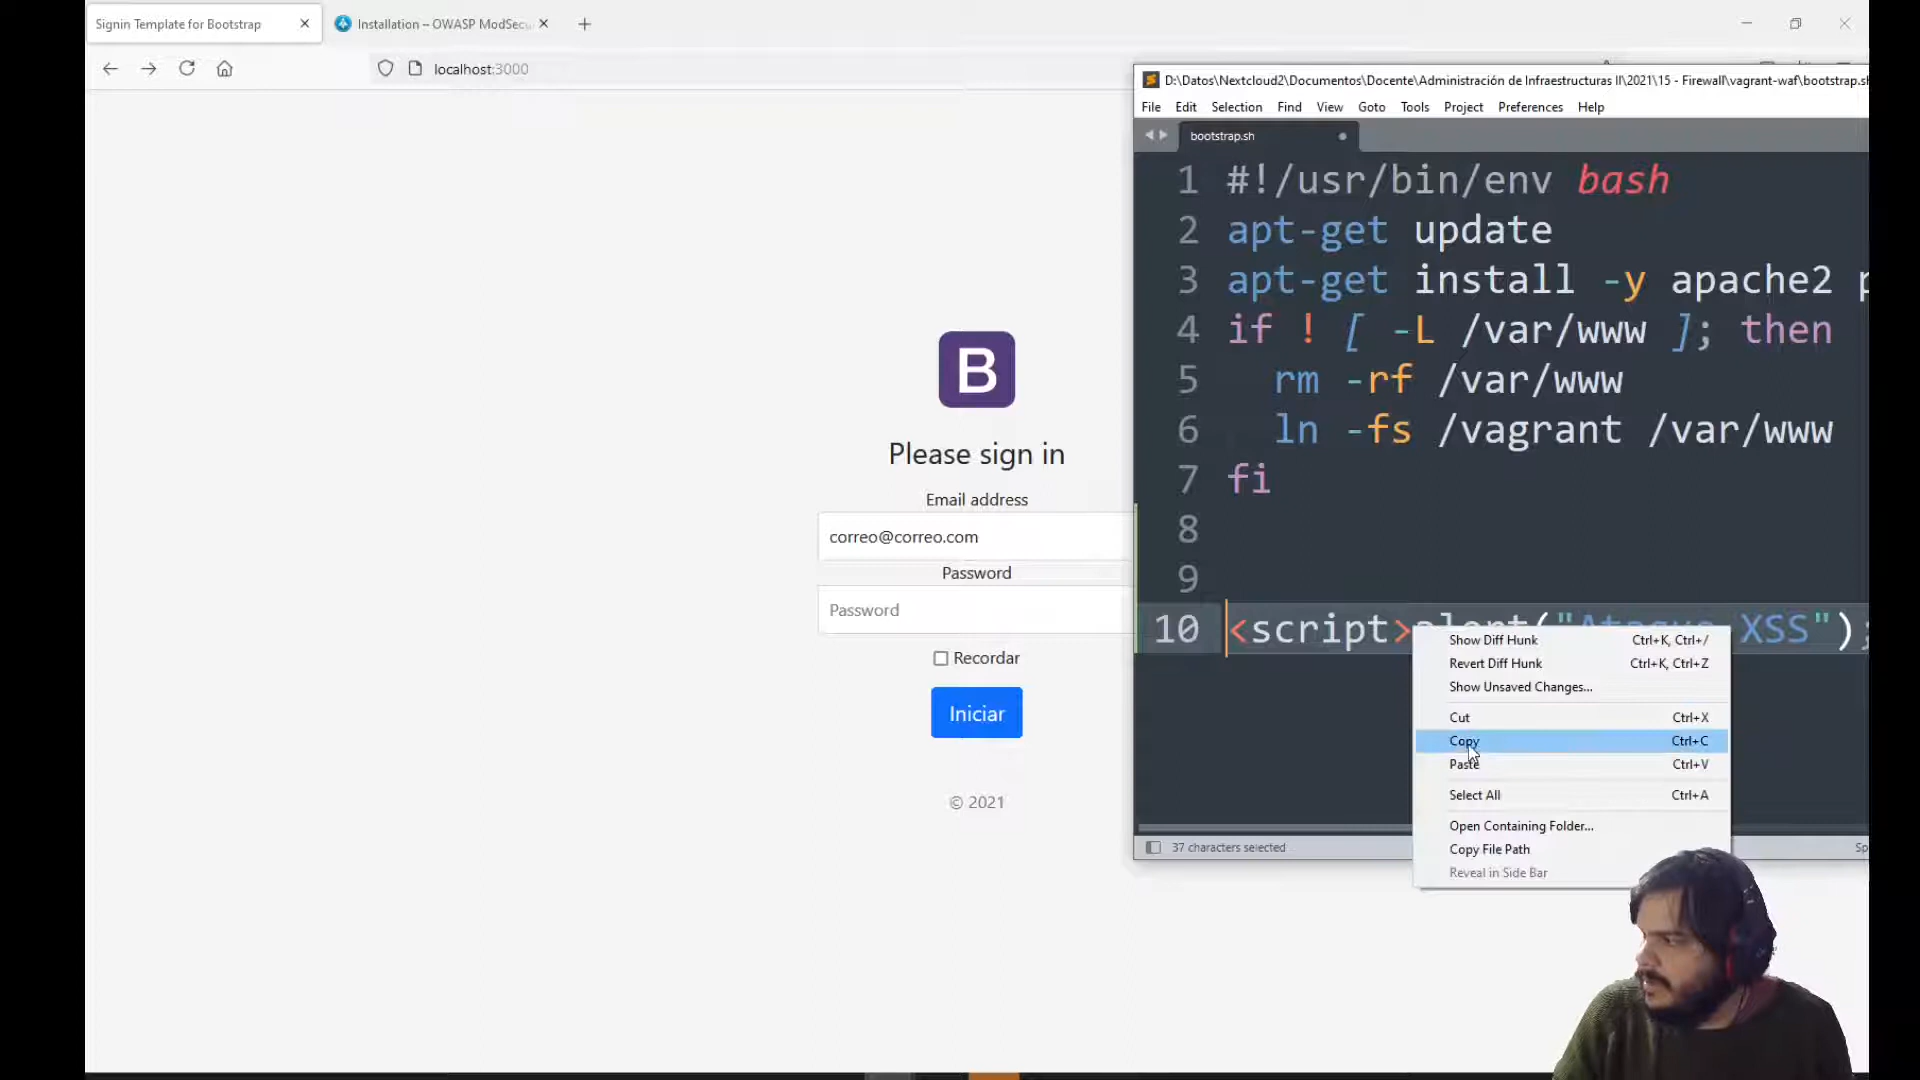 Signin Template for Bootstrap
Installation – OWASP ModSecu
localhost:3000
B
Please sign in
Email address
correo@correo.com
Password
Password
Recordar
Iniciar
© 2021
D:\Datos\Nextcloud2\Documentos\Docente\Administración de Infraestructuras II\2021\15 - Firewall\vagrant-waf\bootstrap.sh
File Edit Selection Find View Goto Tools Project Preferences Help
bootstrap.sh
1 #!/usr/bin/env bash
2 apt-get update
3 apt-get install -y apache2 p
4 if ! [ -L /var/www ]; then
5 rm -rf /var/www
6 ln -fs /vagrant /var/www
7 fi
8
9
10 <script>alert("Ataque XSS");
Show Diff Hunk Ctrl+K, Ctrl+/
Revert Diff Hunk Ctrl+K, Ctrl+Z
Show Unsaved Changes...
Cut Ctrl+X
Copy Ctrl+C
Paste Ctrl+V
Select All Ctrl+A
Open Containing Folder...
Copy File Path
Reveal in Side Bar
37 characters selected
Sp